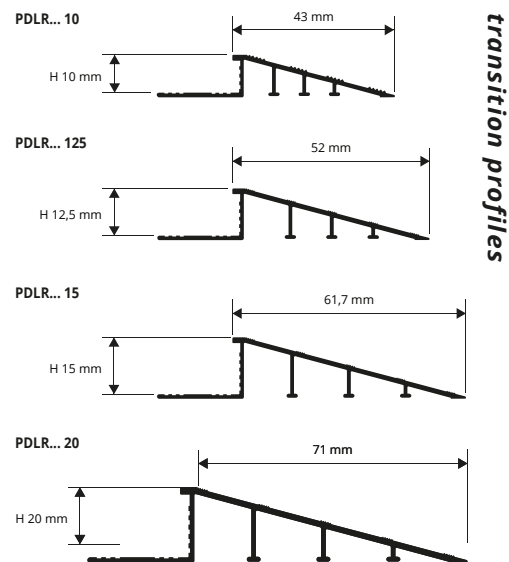 PDLR... 10
43 mm
H 10 mm
PDLR... 125
52 mm
H 12,5 mm
PDLR... 15
61,7 mm
H 15 mm
PDLR... 20
71 mm
H 20 mm
transition profiles